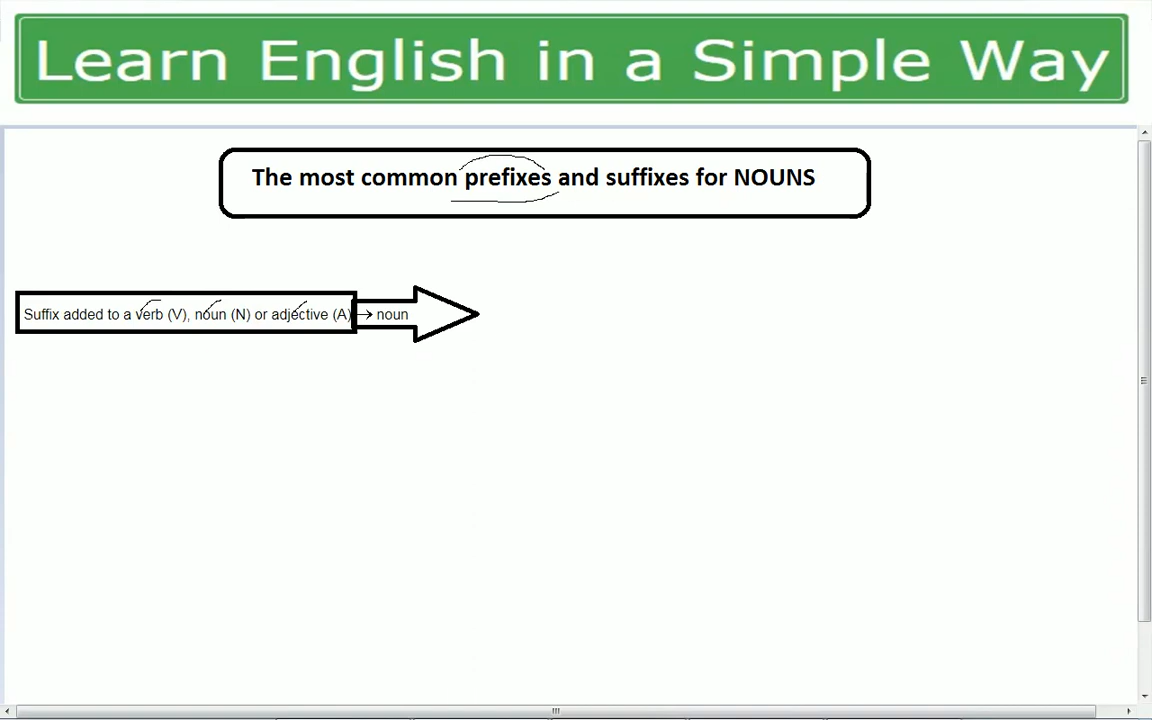 Learn English in a Simple Way
The most common prefixes and suffixes for NOUNS
Suffix added to a verb (V), noun (N) or adjective (A) → noun